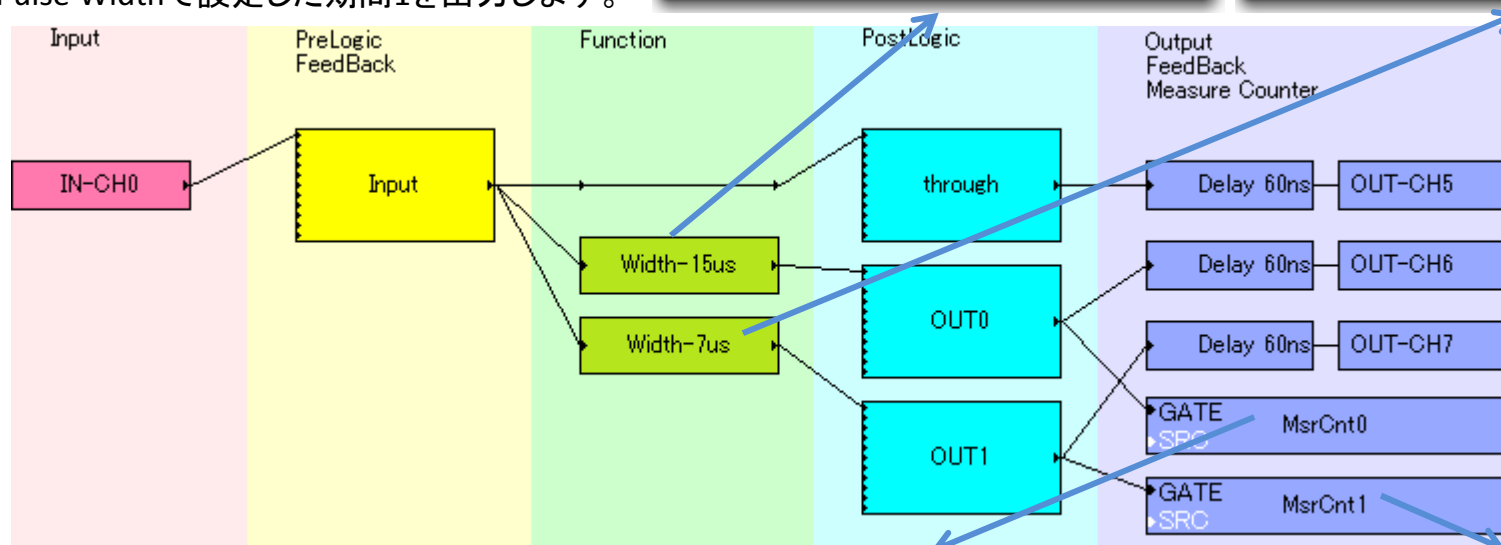 Pulse Widthで設定した期間1を出力します。
Input
PreLogic
FeedBack
Function
PostLogic
Output
FeedBack
Measure Counter
IN-CH0
Input
through
Delay 60ns
OUT-CH5
Width-15us
OUT0
Delay 60ns
OUT-CH6
Width-7us
Delay 60ns
OUT-CH7
GATE
SRC
MsrCnt0
OUT1
GATE
SRC
MsrCnt1